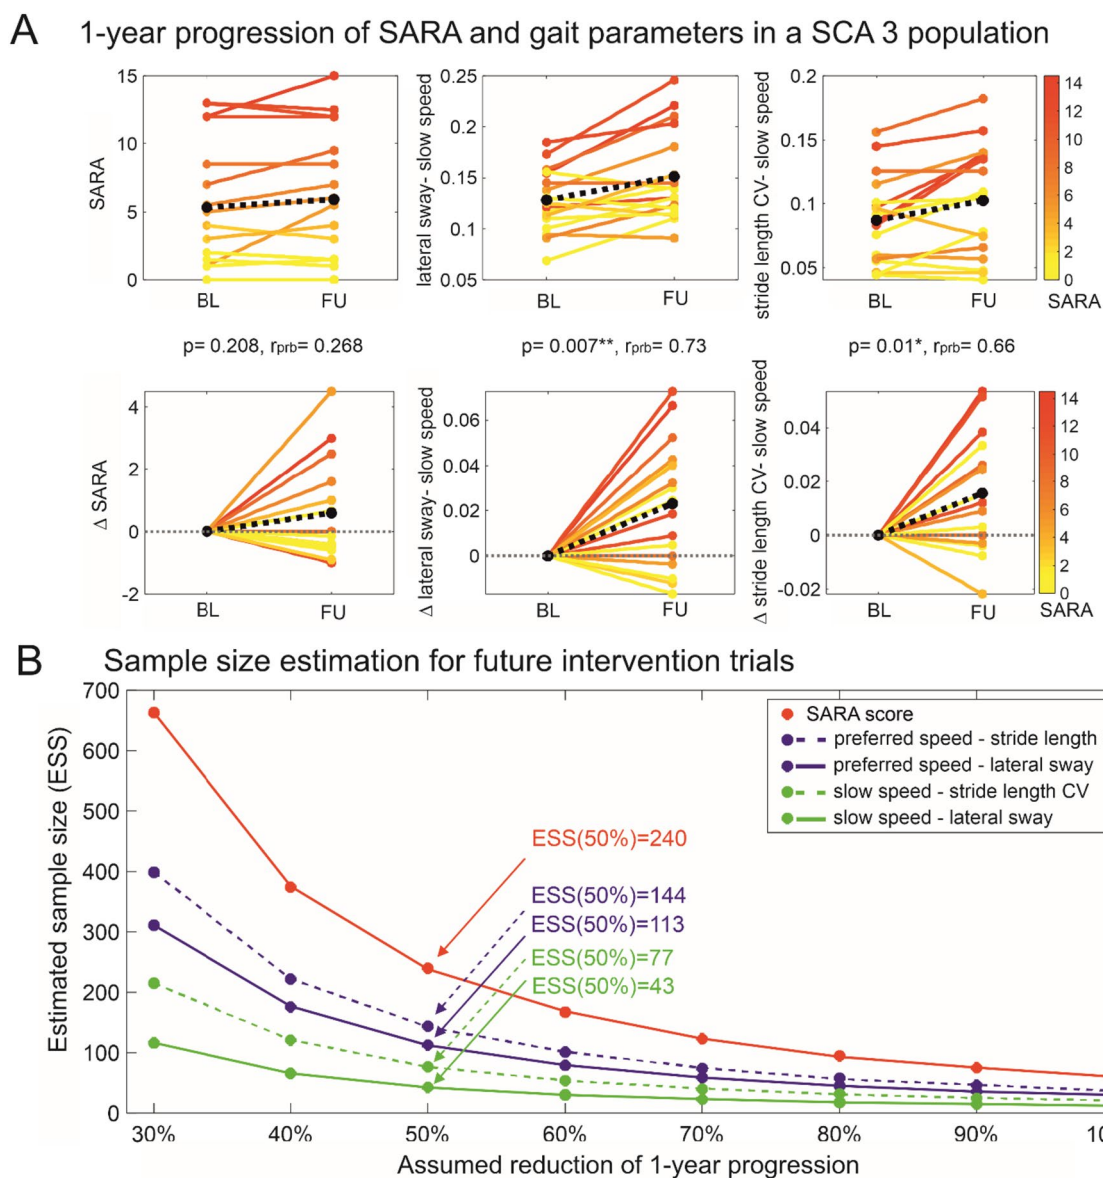 A 1-year progression of SARA and gait parameters in a SCA 3 population
SARA
15
10
5
0
BL FU
lateral sway- slow speed
0.25
0.2
0.15
0.1
0.05
BL FU
stride length CV- slow speed
0.2
0.15
0.1
0.05
BL FU
14
12
10
8
6
4
2
0
SARA
p= 0.208, rprb= 0.268
p= 0.007**, rprb= 0.73
p= 0.01*, rprb= 0.66
Δ SARA
4
2
0
-2
BL FU
Δ lateral sway- slow speed
0.06
0.04
0.02
0
BL FU
Δ stride length CV- slow speed
0.04
0.02
0
-0.02
BL FU
14
12
10
8
6
4
2
0
SARA
B Sample size estimation for future intervention trials
Estimated sample size (ESS)
700
600
500
400
300
200
100
0
SARA score
preferred speed - stride length
preferred speed - lateral sway
slow speed - stride length CV
slow speed - lateral sway
ESS(50%)=240
ESS(50%)=144
ESS(50%)=113
ESS(50%)=77
ESS(50%)=43
30% 40% 50% 60% 70% 80% 90% 10
Assumed reduction of 1-year progression